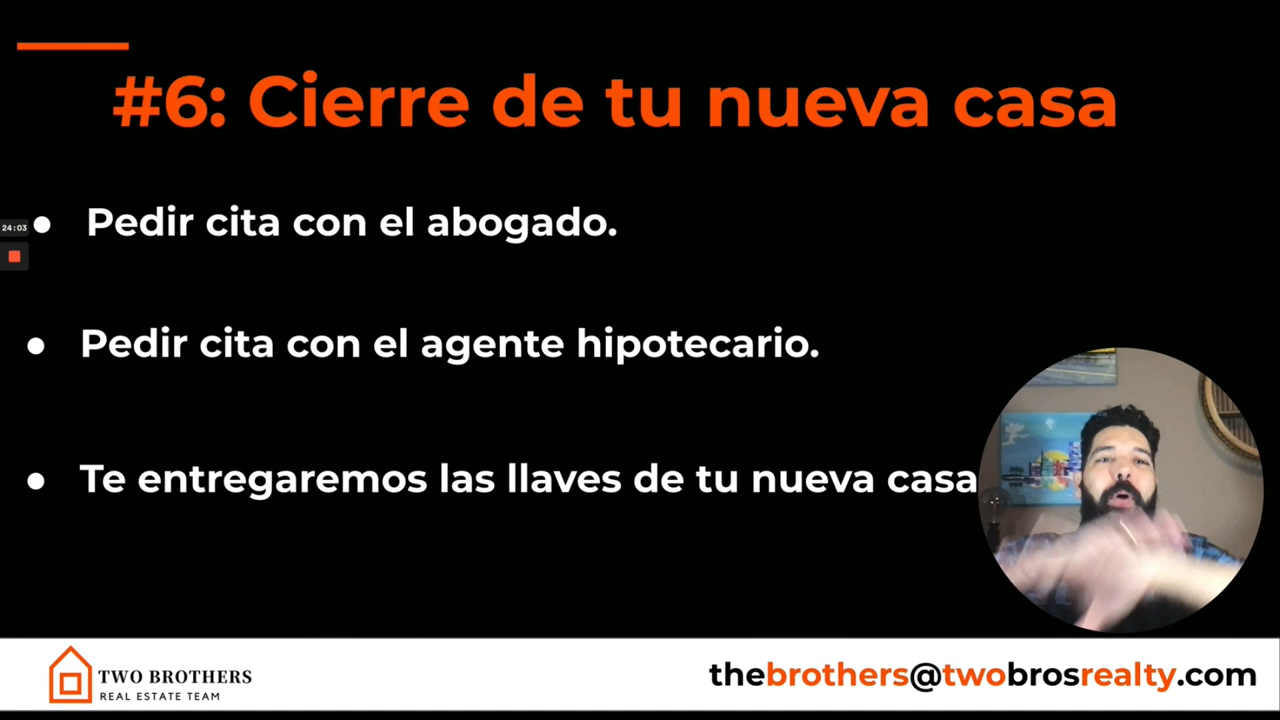 #6: Cierre de tu nueva casa
24:03
● Pedir cita con el abogado.
● Pedir cita con el agente hipotecario.
● Te entregaremos las llaves de tu nueva casa
TWO BROTHERS
REAL ESTATE TEAM
thebrothers@twobrosrealty.com